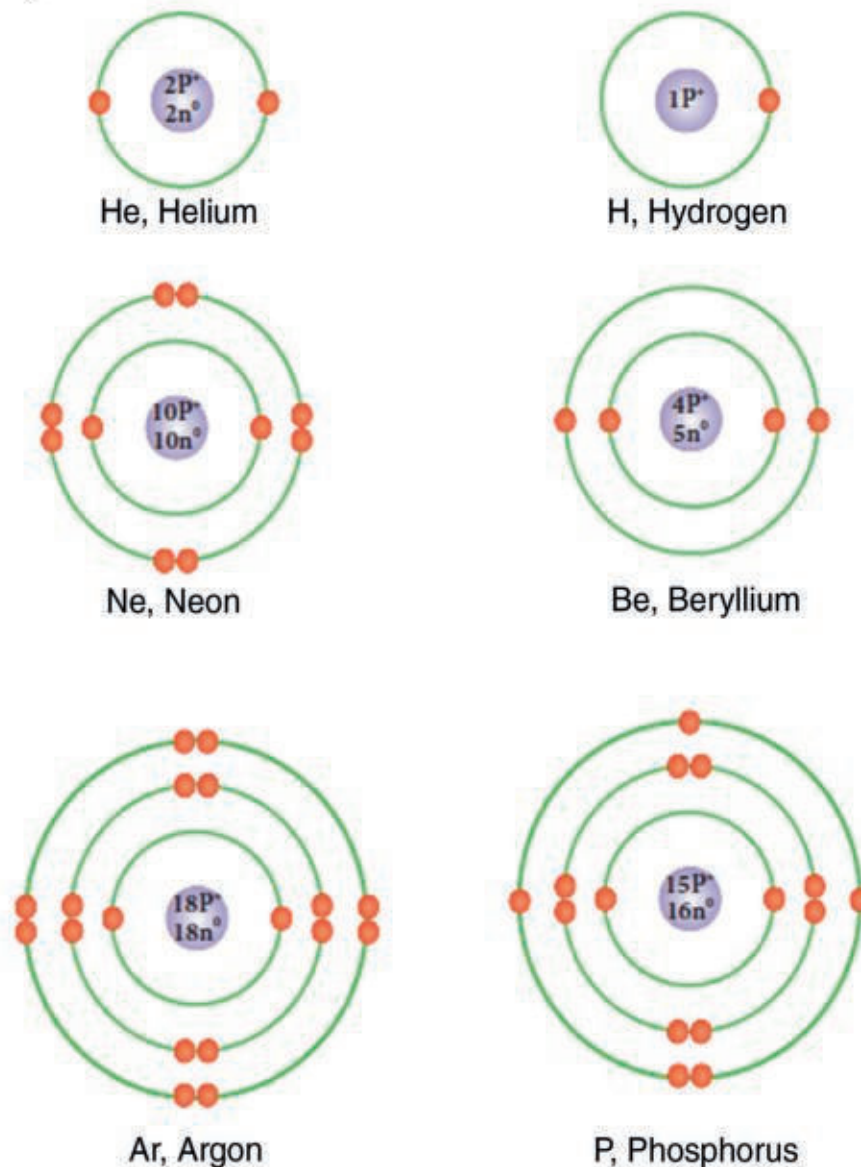 2P⁺
2n⁰
He, Helium
1P⁺
H, Hydrogen
10P⁺
10n⁰
Ne, Neon
4P⁺
5n⁰
Be, Beryllium
18P⁺
18n⁰
Ar, Argon
15P⁺
16n⁰
P, Phosphorus